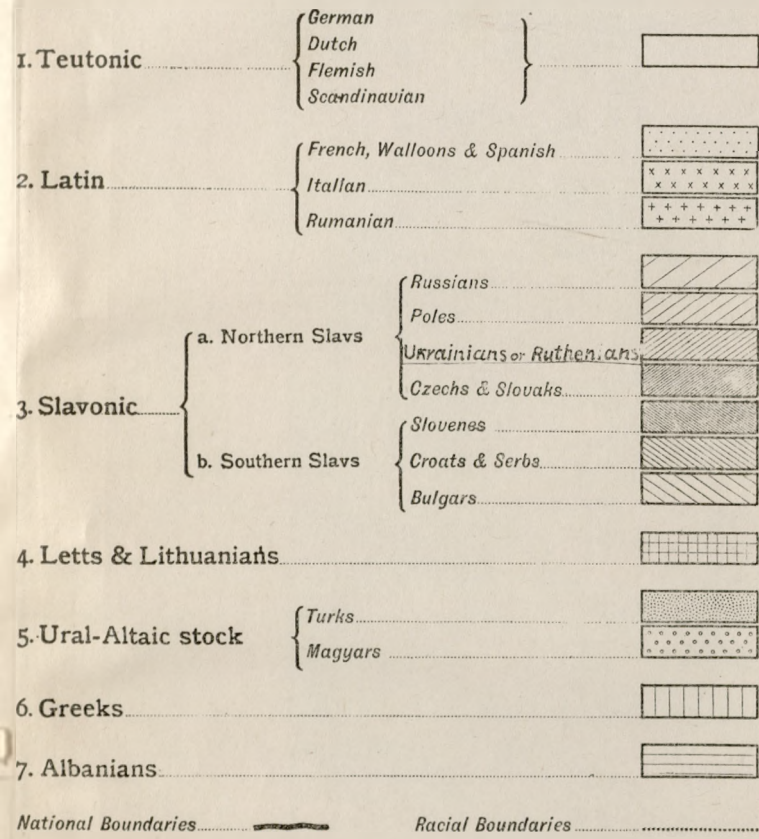 German
1. Teutonic
Dutch
Flemish
Scandinavian
French, Walloons & Spanish
2. Latin
Italian
Rumanian
Russians
Poles
a. Northern Slavs
Ukrainians or Ruthenians
Czechs & Slovaks
3. Slavonic
Slovenes
b. Southern Slavs
Croats & Serbs
Bulgars
4. Letts & Lithuanians
Turks
5. Ural-Altaic stock
Magyars
6. Greeks
7. Albanians
National Boundaries
Racial Boundaries